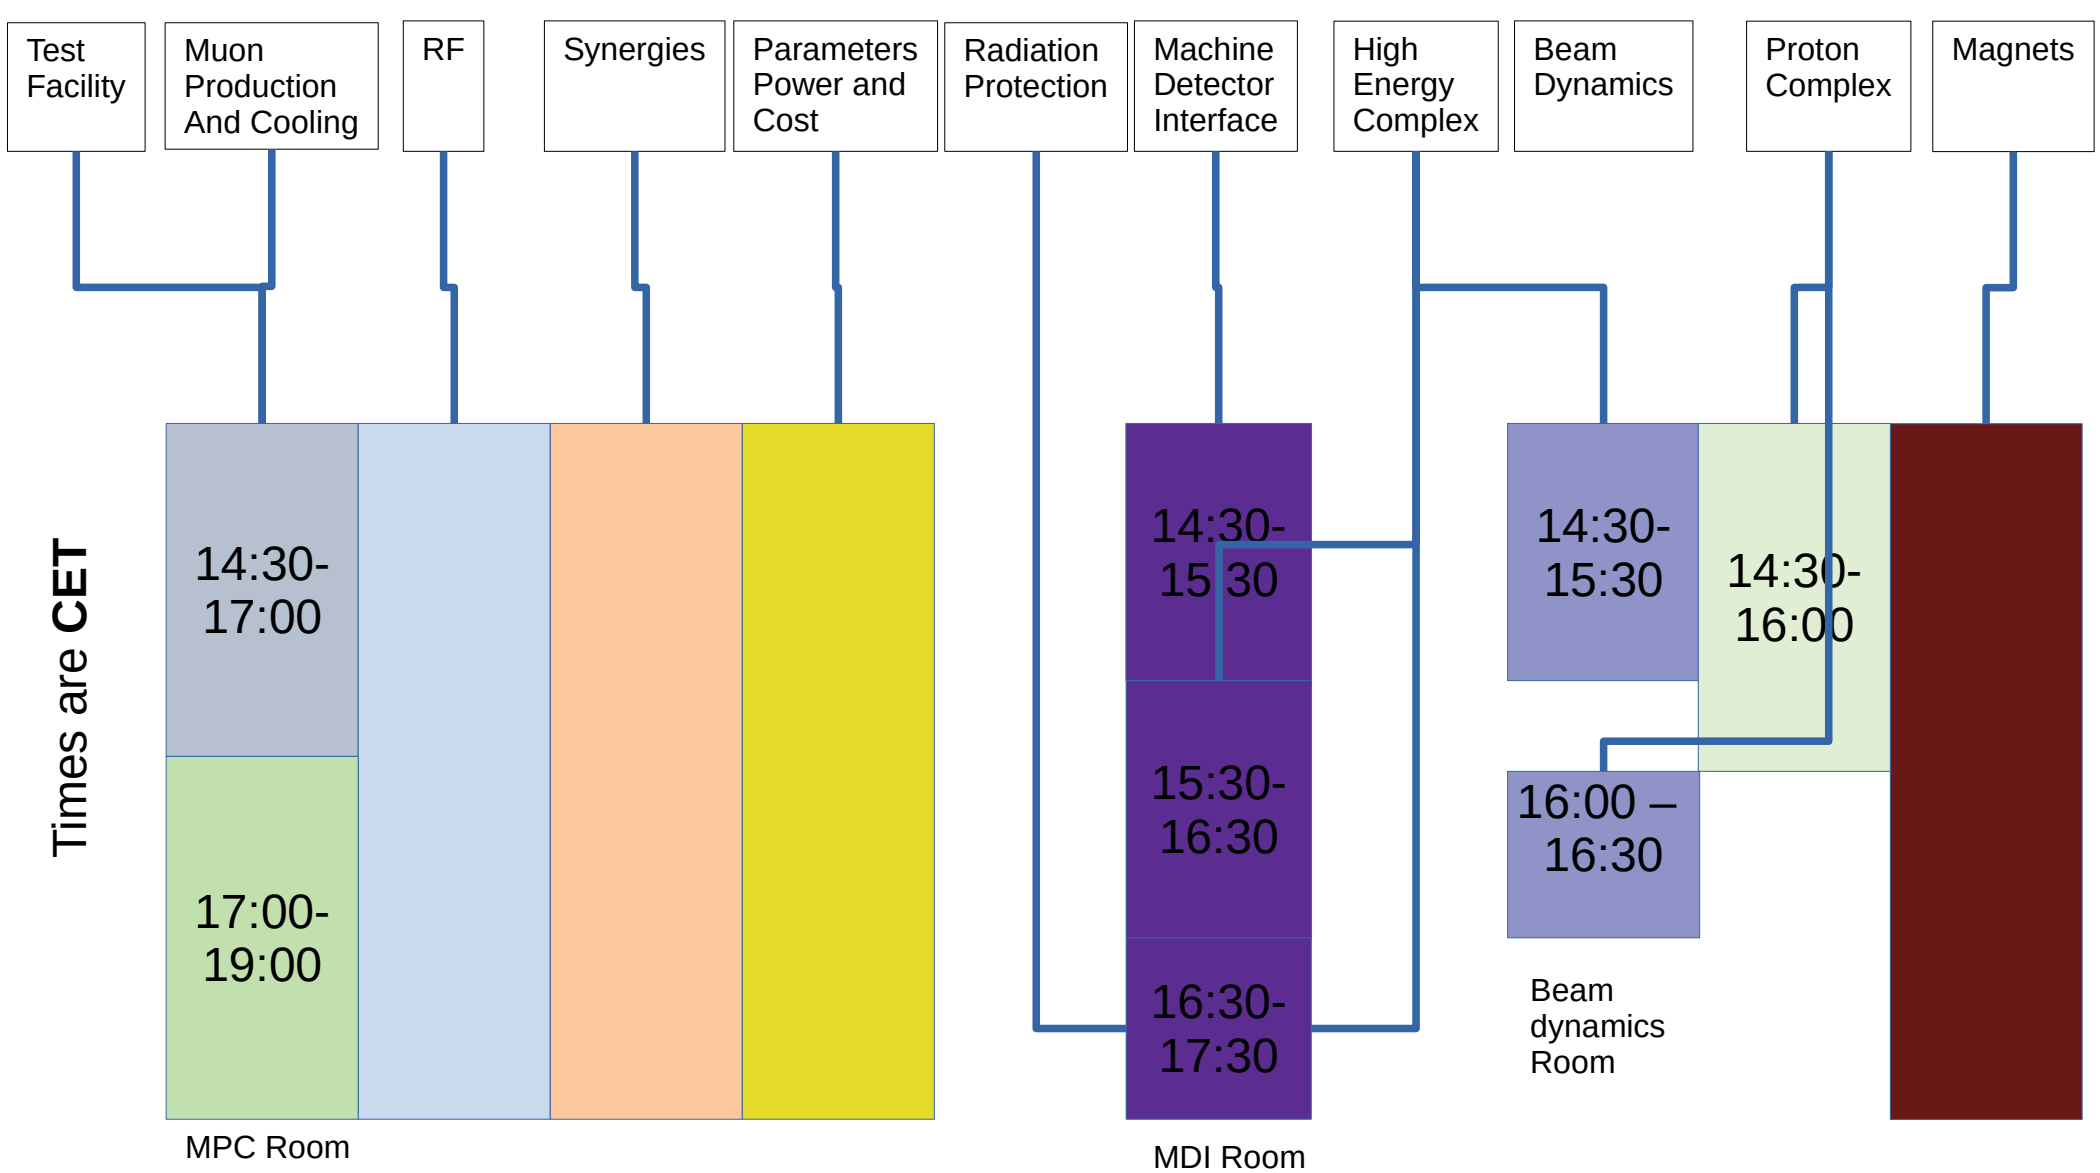 Test
Facility
Muon
Production
And Cooling
RF
Synergies
Parameters
Power and
Cost
Radiation
Protection
Machine
Detector
Interface
High
Energy
Complex
Beam
Dynamics
Proton
Complex
Magnets
Times are CET
14:30-
17:00
17:00-
19:00
MPC Room
14:30-
15:30
15:30-
16:30
16:30-
17:30
MDI Room
14:30-
15:30
16:00 –
16:30
Beam
dynamics
Room
14:30-
16:00